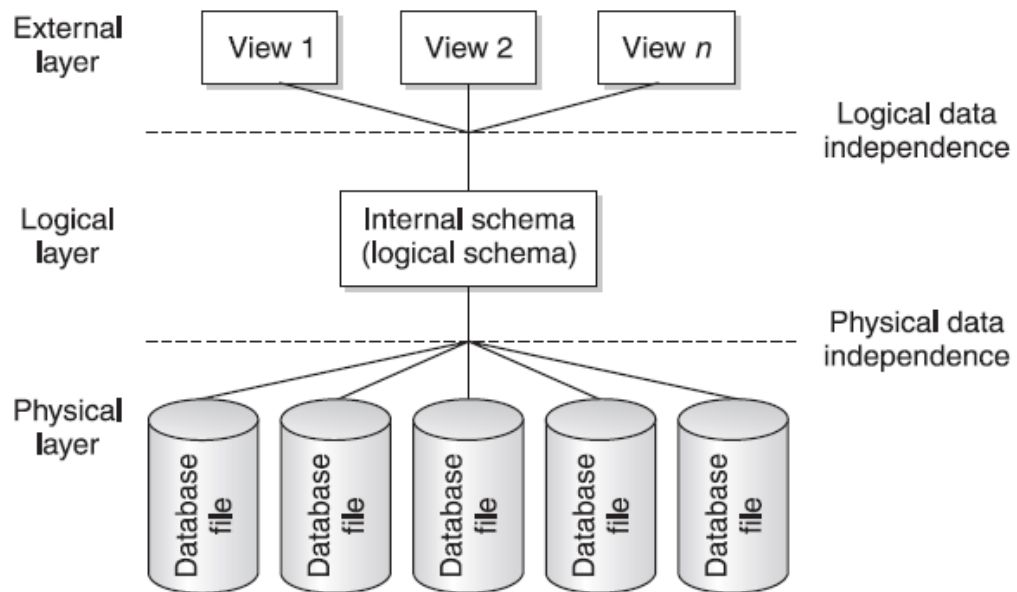 External
layer
View 1
View 2
View n
Logical data
independence
Logical
layer
Internal schema
(logical schema)
Physical data
independence
Physical
layer
Database
file
Database
file
Database
file
Database
file
Database
file